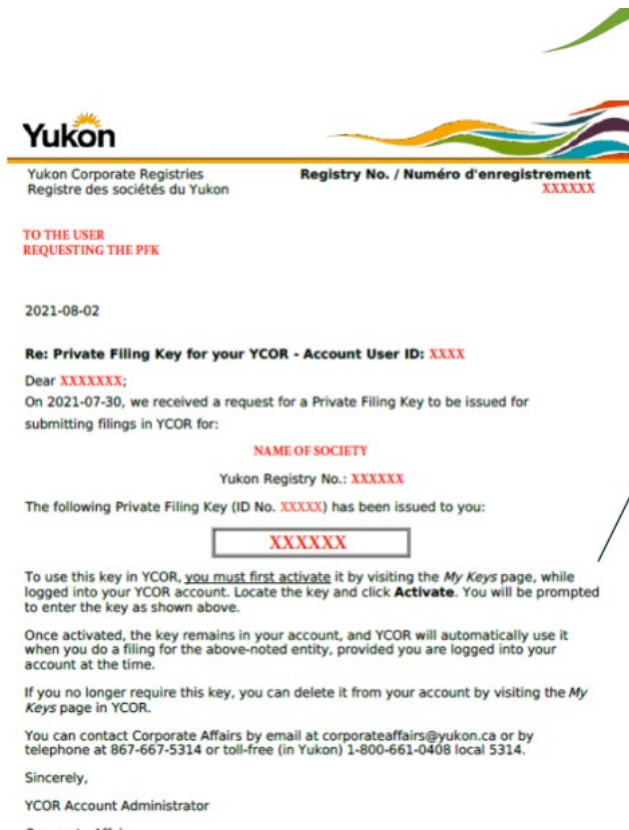 Yukon
Yukon Corporate Registries
Registre des sociétés du Yukon
Registry No. / Numéro d'enregistrement
XXXXXX
TO THE USER
REQUESTING THE PFK
2021-08-02
Re: Private Filing Key for your YCOR - Account User ID: XXXX
Dear XXXXXXX;
On 2021-07-30, we received a request for a Private Filing Key to be issued for
submitting filings in YCOR for:
NAME OF SOCIETY
Yukon Registry No.: XXXXXX
The following Private Filing Key (ID No. XXXXX) has been issued to you:
XXXXXX
To use this key in YCOR, you must first activate it by visiting the My Keys page, while
logged into your YCOR account. Locate the key and click Activate. You will be prompted
to enter the key as shown above.
Once activated, the key remains in your account, and YCOR will automatically use it
when you do a filing for the above-noted entity, provided you are logged into your
account at the time.
If you no longer require this key, you can delete it from your account by visiting the My
Keys page in YCOR.
You can contact Corporate Affairs by email at corporateaffairs@yukon.ca or by
telephone at 867-667-5314 or toll-free (in Yukon) 1-800-661-0408 local 5314.
Sincerely,
YCOR Account Administrator